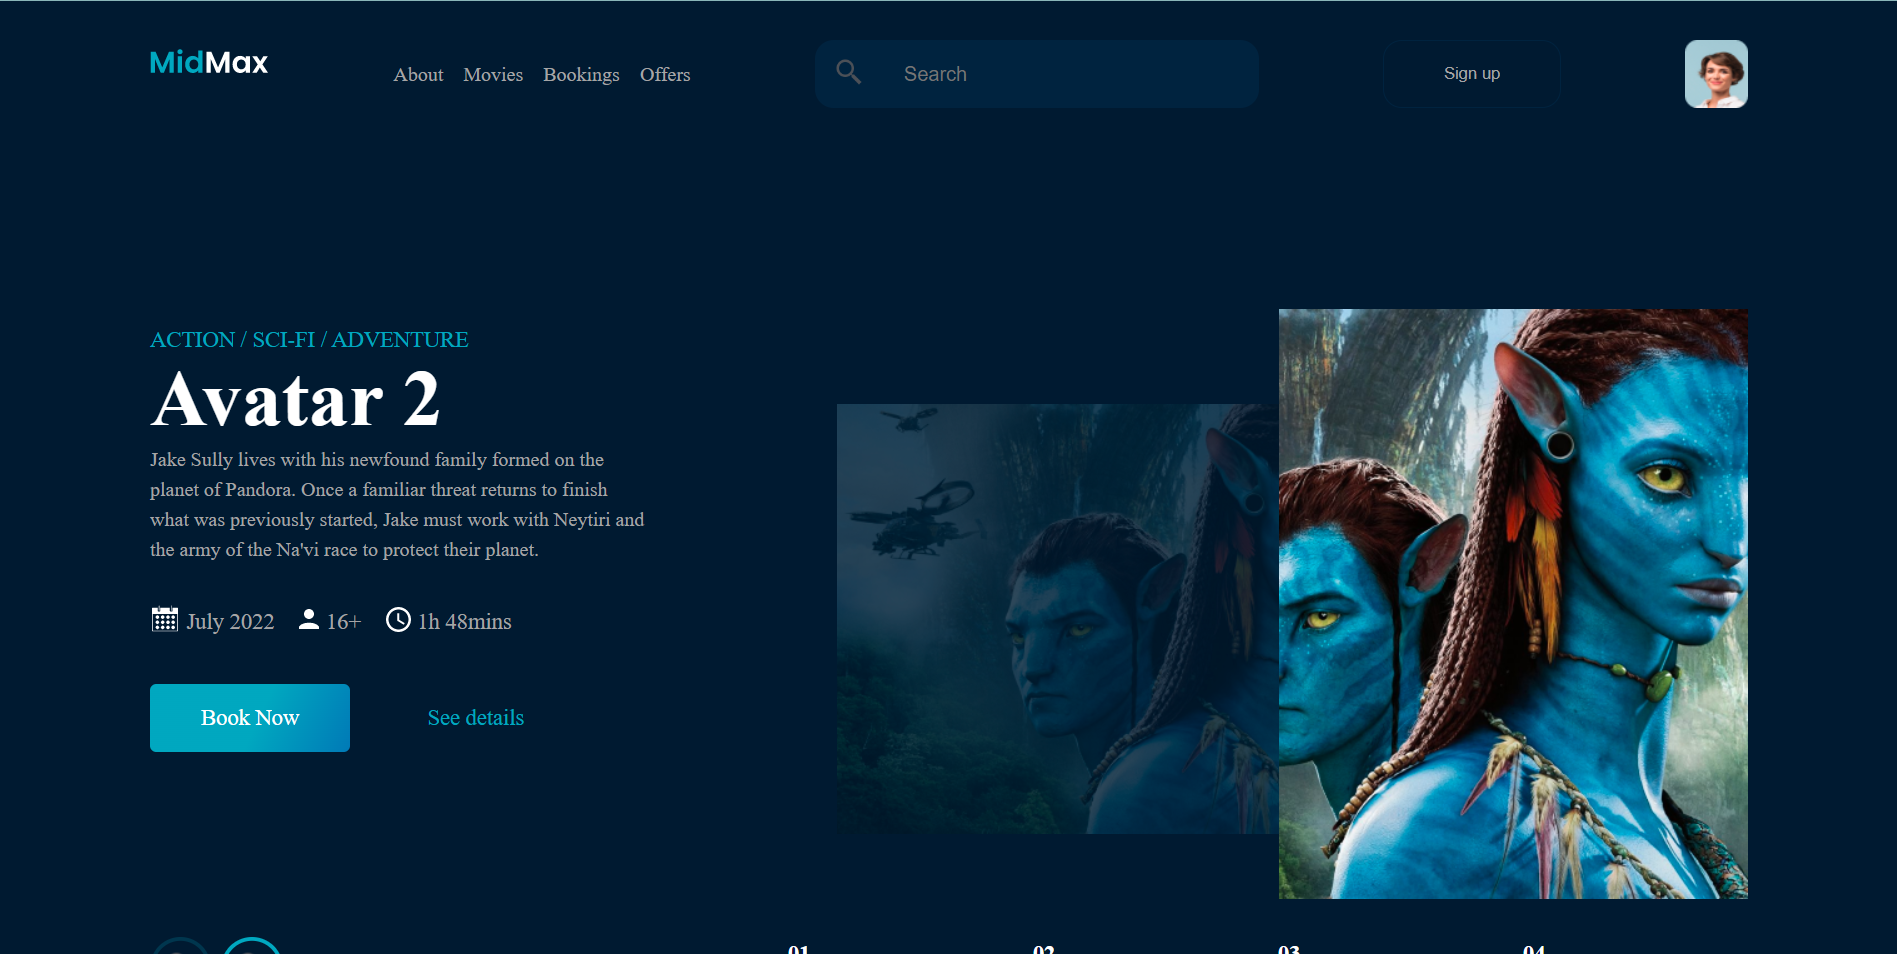 MidMax
About Movies Bookings Offers
Search
Sign up
ACTION / SCI-FI / ADVENTURE
Avatar 2
Jake Sully lives with his newfound family formed on the
planet of Pandora. Once a familiar threat returns to finish
what was previously started, Jake must work with Neytiri and
the army of the Na'vi race to protect their planet.
July 2022 16+ 1h 48mins
Book Now
See details
01 02 03 04